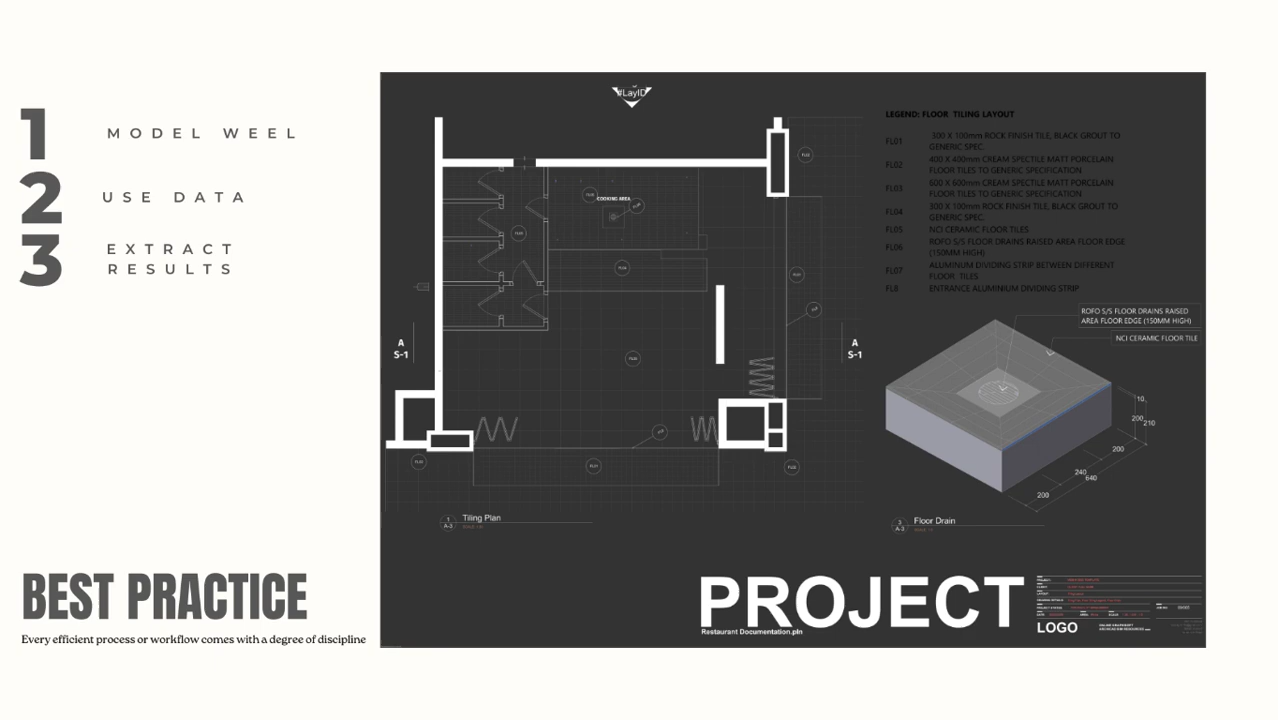 1 MODEL WEEL
2 USE DATA
3 EXTRACT
RESULTS
BEST PRACTICE
Every efficient process or workflow comes with a degree of discipline
#LayID
COOKING AREA
A
S-1
A
S-1
1
A-3
Tiling Plan
LEGEND: FLOOR TILING LAYOUT
FL01 300 X 100mm ROCK FINISH TILE, BLACK GROUT TO
GENERIC SPEC.
FL02 400 X 400mm CREAM SPECTILE MATT PORCELAIN
FLOOR TILES TO GENERIC SPECIFICATION
FL03 600 X 600mm CREAM SPECTILE MATT PORCELAIN
FLOOR TILES TO GENERIC SPECIFICATION
FL04 300 X 100mm ROCK FINISH TILE, BLACK GROUT TO
GENERIC SPEC.
FL05 NCI CERAMIC FLOOR TILES
FL06 ROFO S/S FLOOR DRAINS RAISED AREA FLOOR EDGE
(150MM HIGH)
FL07 ALUMINUM DIVIDING STRIP BETWEEN DIFFERENT
FLOOR TILES
FL8 ENTRANCE ALUMINIUM DIVIDING STRIP
ROFO S/S FLOOR DRAINS RAISED
AREA FLOOR EDGE (150MM HIGH)
NCI CERAMIC FLOOR TILE
10
200
210
200
240
640
200
3
A-3
Floor Drain
PROJECT
Restaurant Documentation.pln
LOGO